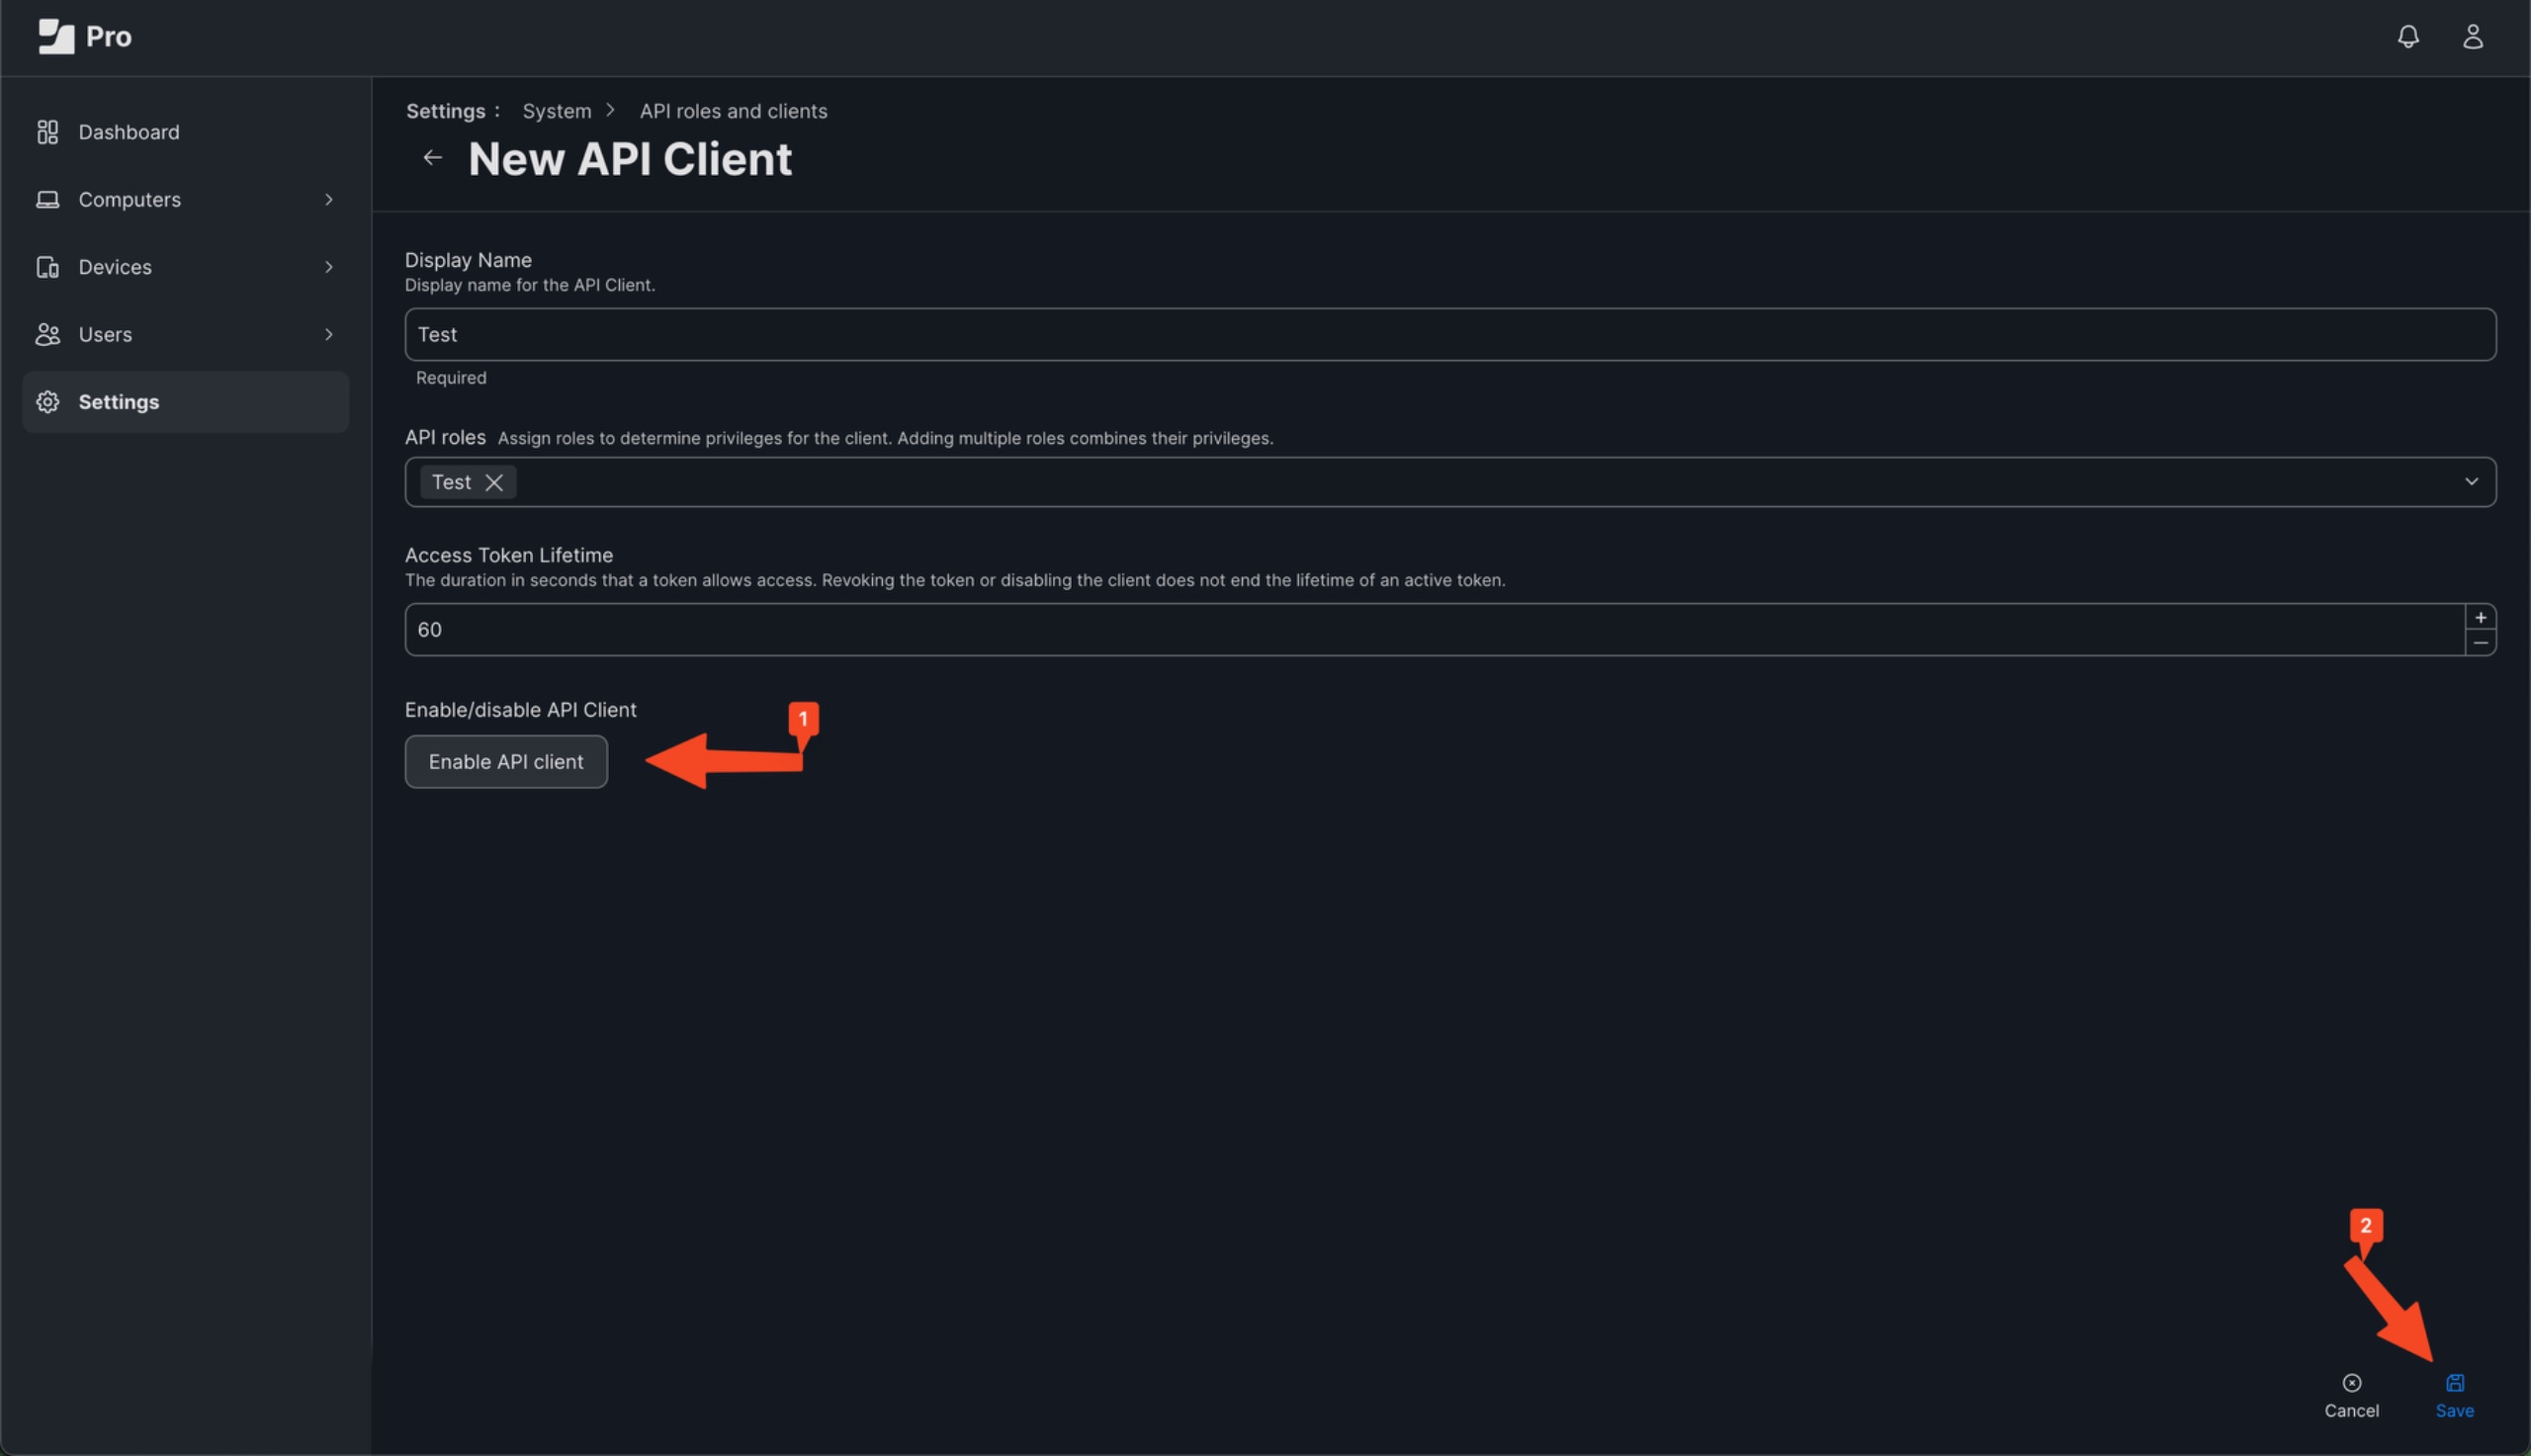 Pro
Dashboard
Computers
Devices
Users
Settings
Settings : System > API roles and clients
← New API Client
Display Name
Display name for the API Client.
Test
Required
API roles Assign roles to determine privileges for the client. Adding multiple roles combines their privileges.
Test
Access Token Lifetime
The duration in seconds that a token allows access. Revoking the token or disabling the client does not end the lifetime of an active token.
60
Enable/disable API Client
1
Enable API client
2
Cancel
Save